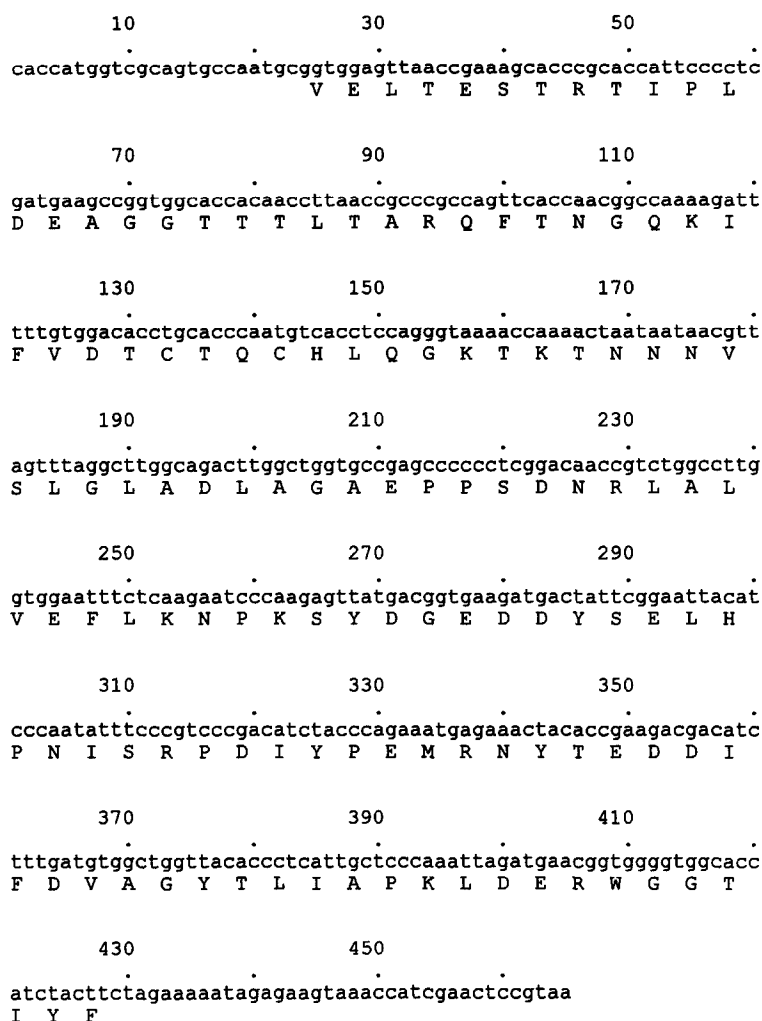 10 30 50
. . . . . .
caccatggtcgcagtgccaatgcggtggagttaaccgaaagcacccgcaccattcccctc
V E L T E S T R T I P L
70 90 110
. . . . . .
gatgaagccggtggcaccacaaccttaaccgcccgccagttcaccaacggccaaaagatt
D E A G G T T T L T A R Q F T N G Q K I
130 150 170
. . . . . .
tttgtggacacctgcacccaatgtcacctccagggtaaaaccaaaactaataataacgtt
F V D T C T Q C H L Q G K T K T N N N V
190 210 230
. . . . . .
agtttaggcttggcagacttggctggtgccgagcccccctcggacaaccgtctggccttg
S L G L A D L A G A E P P S D N R L A L
250 270 290
. . . . . .
gtggaatttctcaagaatcccaagagttatgacggtgaagatgactattcggaattacat
V E F L K N P K S Y D G E D D Y S E L H
310 330 350
. . . . . .
cccaatatttcccgtcccgacatctacccagaaatgagaaactacaccgaagacgacatc
P N I S R P D I Y P E M R N Y T E D D I
370 390 410
. . . . . .
tttgatgtggctggttacaccctcattgctcccaaattagatgaacggtggggtggcacc
F D V A G Y T L I A P K L D E R W G G T
430 450
. . . .
atctacttctagaaaaatagagaagtaaaccatcgaactccgtaa
I Y F